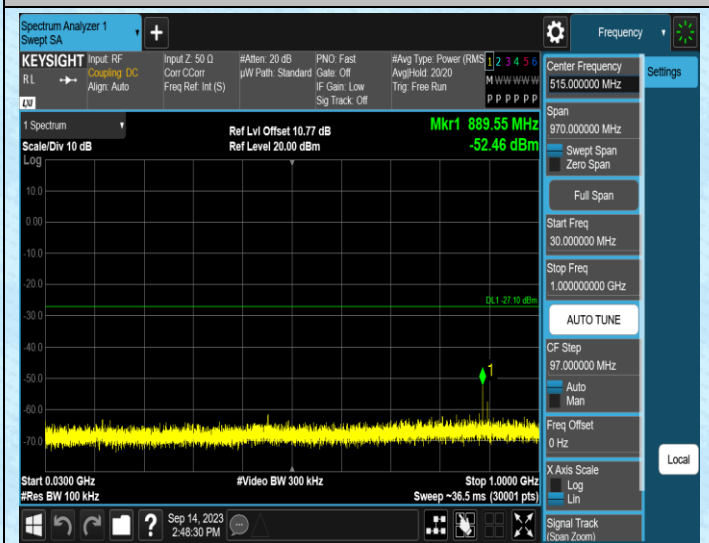 Spectrum Analyzer 1
Swept SA
Frequency
KEYSIGHT
RL
LXI
Input: RF
Coupling: DC
Align: Auto
Input Z: 50 Ω
Corr CCorr
Freq Ref: Int (S)
#Atten: 20 dB
µW Path: Standard
PNO: Fast
Gate: Off
IF Gain: Low
Sig Track: Off
#Avg Type: Power (RMS
Avg|Hold: 20/20
Trig: Free Run
1 2 3 4 5 6
M W W W W W
P P P P P P
1 Spectrum
Scale/Div 10 dB
Log
Ref Lvl Offset 10.77 dB
Ref Level 20.00 dBm
Mkr1 889.55 MHz
-52.46 dBm
10.0
0.00
-10.0
-20.0
DL1 -27.10 dBm
-30.0
-40.0
1
-50.0
-60.0
-70.0
Start 0.0300 GHz
#Res BW 100 kHz
#Video BW 300 kHz
Stop 1.0000 GHz
Sweep ~36.5 ms (30001 pts)
Center Frequency
515.000000 MHz
Settings
Span
970.000000 MHz
Swept Span
Zero Span
Full Span
Start Freq
30.000000 MHz
Stop Freq
1.000000000 GHz
AUTO TUNE
CF Step
97.000000 MHz
Auto
Man
Freq Offset
0 Hz
X Axis Scale
Log
Lin
Local
Signal Track
(Span Zoom)
?
Sep 14, 2023
2:48:30 PM